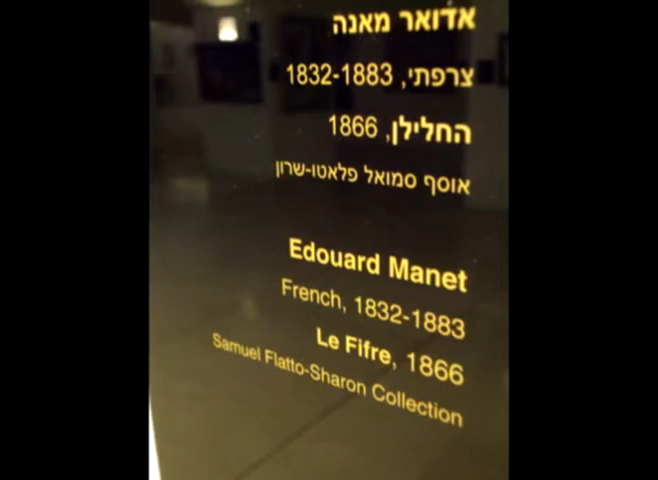 אדואר מאנה
צרפתי, 1832-1883
החלילן, 1866
אוסף סמואל פלאטו-שרון
Edouard Manet
French, 1832-1883
Le Fifre, 1866
Samuel Flatto-Sharon Collection